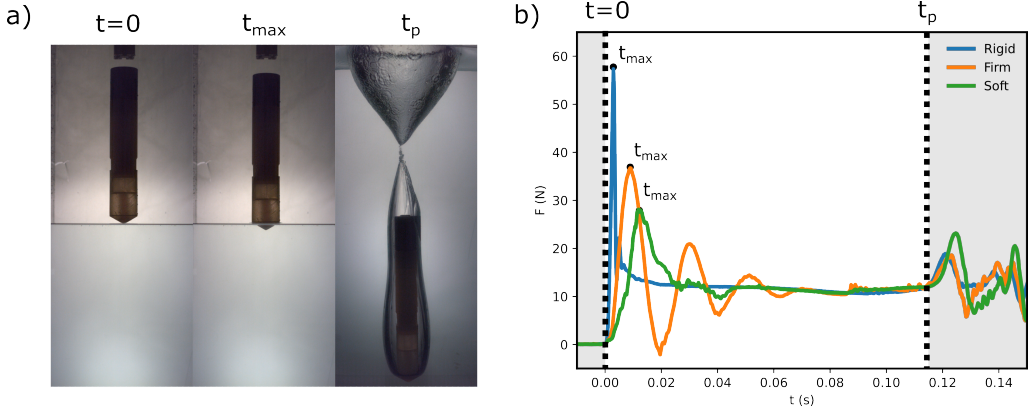 a)
t=0
tmax
tp
b)
t=0
tp
Rigid
Firm
Soft
tmax
tmax
tmax
60
50
40
30
20
10
0
F (N)
0.00 0.02 0.04 0.06 0.08 0.10 0.12 0.14
t (s)